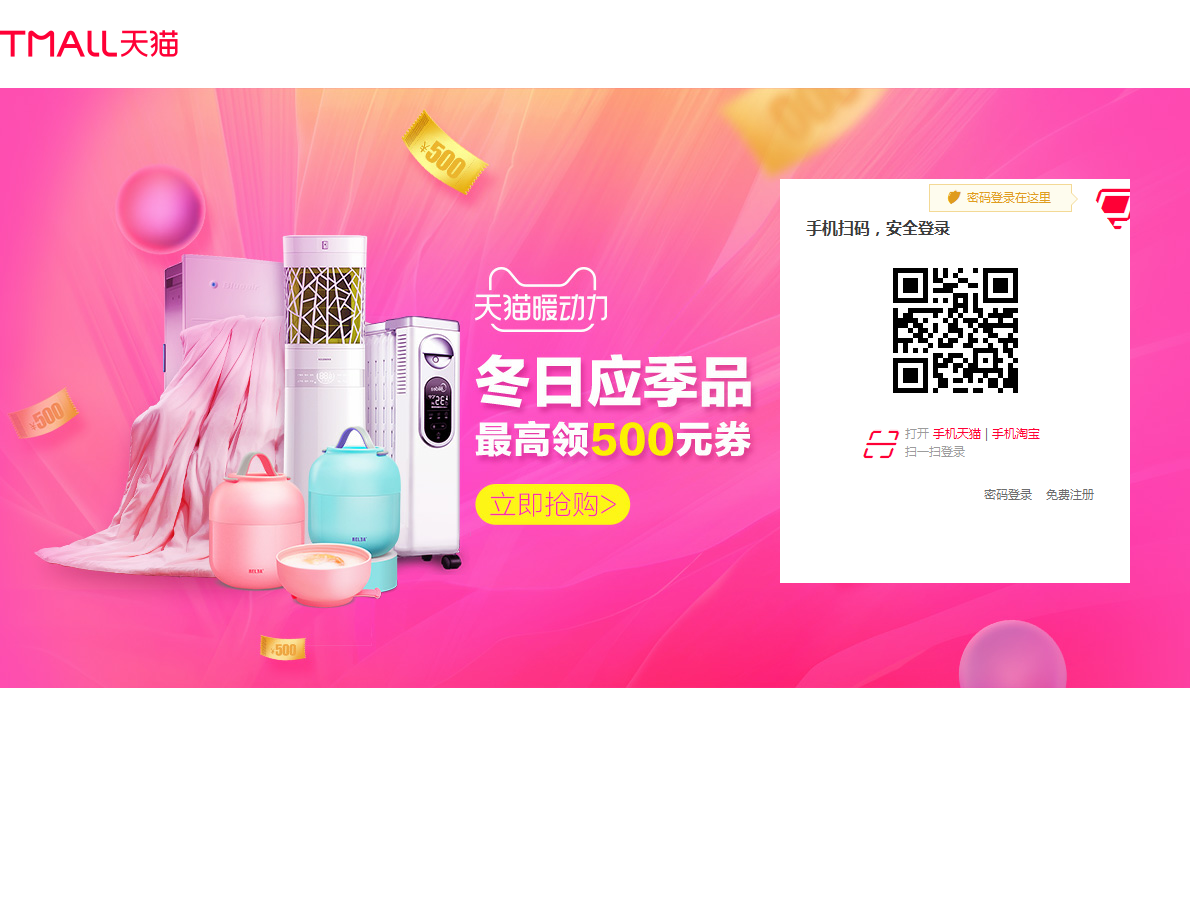 TMALL天猫
¥500
密码登录在这里
手机扫码，安全登录
天猫暖动力
冬日应季品
最高领500元券
¥500
打开 手机天猫 | 手机淘宝
扫一扫登录
密码登录 免费注册
立即抢购>
¥500